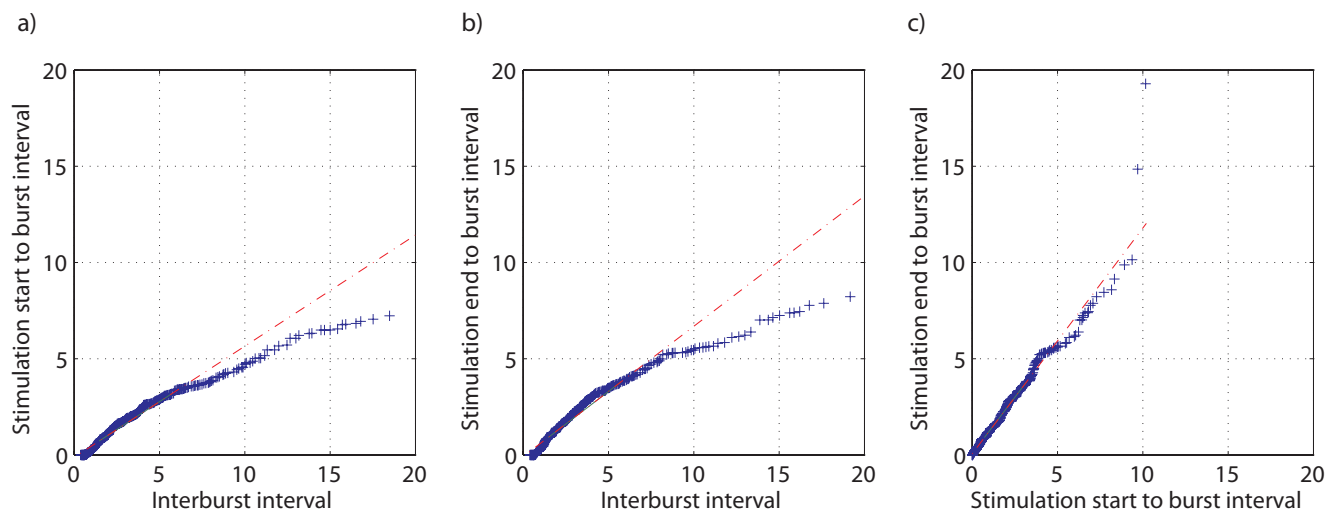 a)
Stimulation start to burst interval
20
15
10
5
0
0 5 10 15 20
Interburst interval
b)
Stimulation end to burst interval
20
15
10
5
0
0 5 10 15 20
Interburst interval
c)
Stimulation end to burst interval
20
15
10
5
0
0 5 10 15 20
Stimulation start to burst interval